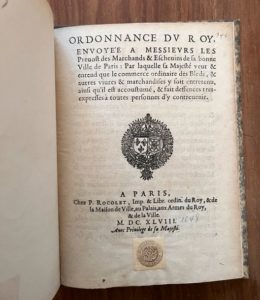 ORDONNANCE DV ROY,
ENVOYÉE A MESSIEVRS LES
Preuost des Marchands & Escheuins de sa bonne
Ville de Paris: Par laquelle sa Majesté veut &
entend que le commerce ordinaire des Bleds, &
autres viures & marchandises y soit entretenu,
ainsi qu'il est accoustumé, & fait deffences tres-
expresses à toutes personnes d'y contreuenir.
A PARIS,
Chez P. ROCOLET, Imp. & Libr. ordin. du Roy, & de
la Maison de Ville, au Palais, aux Armes du Roy,
& de la Ville.
M. DC. XLVIII. 1648
Auec Priuilege de sa Majesté.